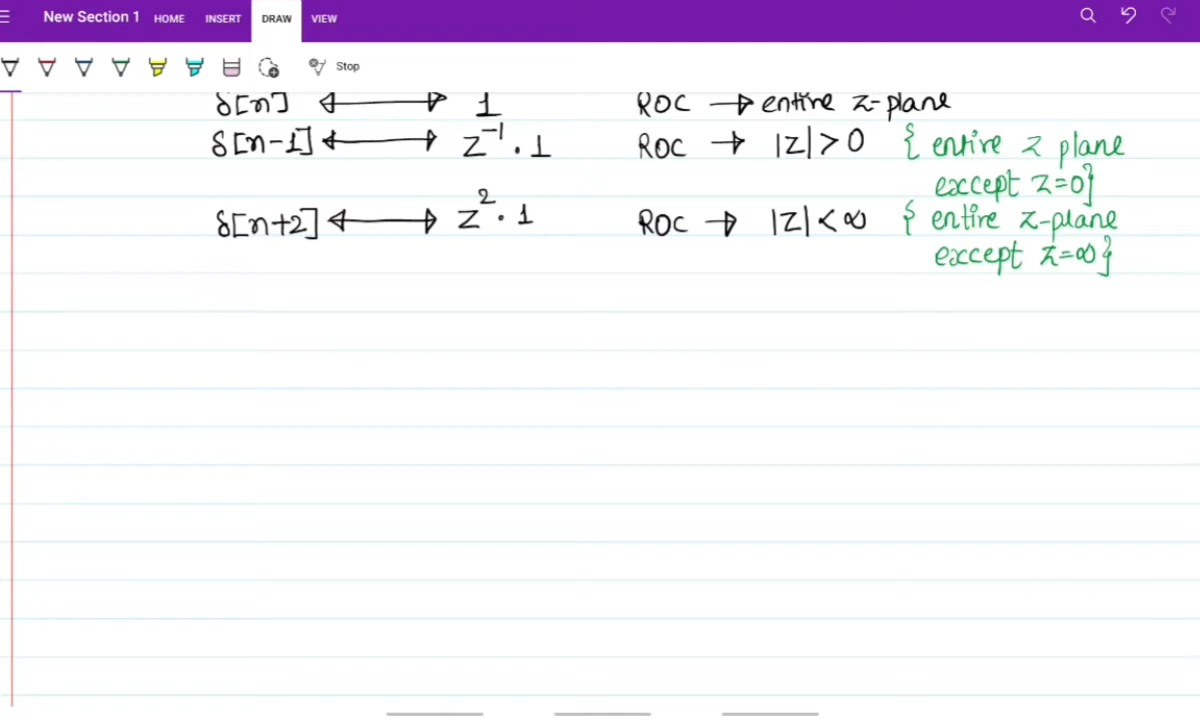 New Section 1 HOME INSERT DRAW VIEW
Stop
δ[n] ↔ 1 ROC → entire z-plane
δ[n-1] ↔ z⁻¹.1 ROC → |z|>0 { entire z plane
except z=0}
δ[n+2] ↔ z².1 ROC → |z|<∞ { entire z-plane
except z=∞}